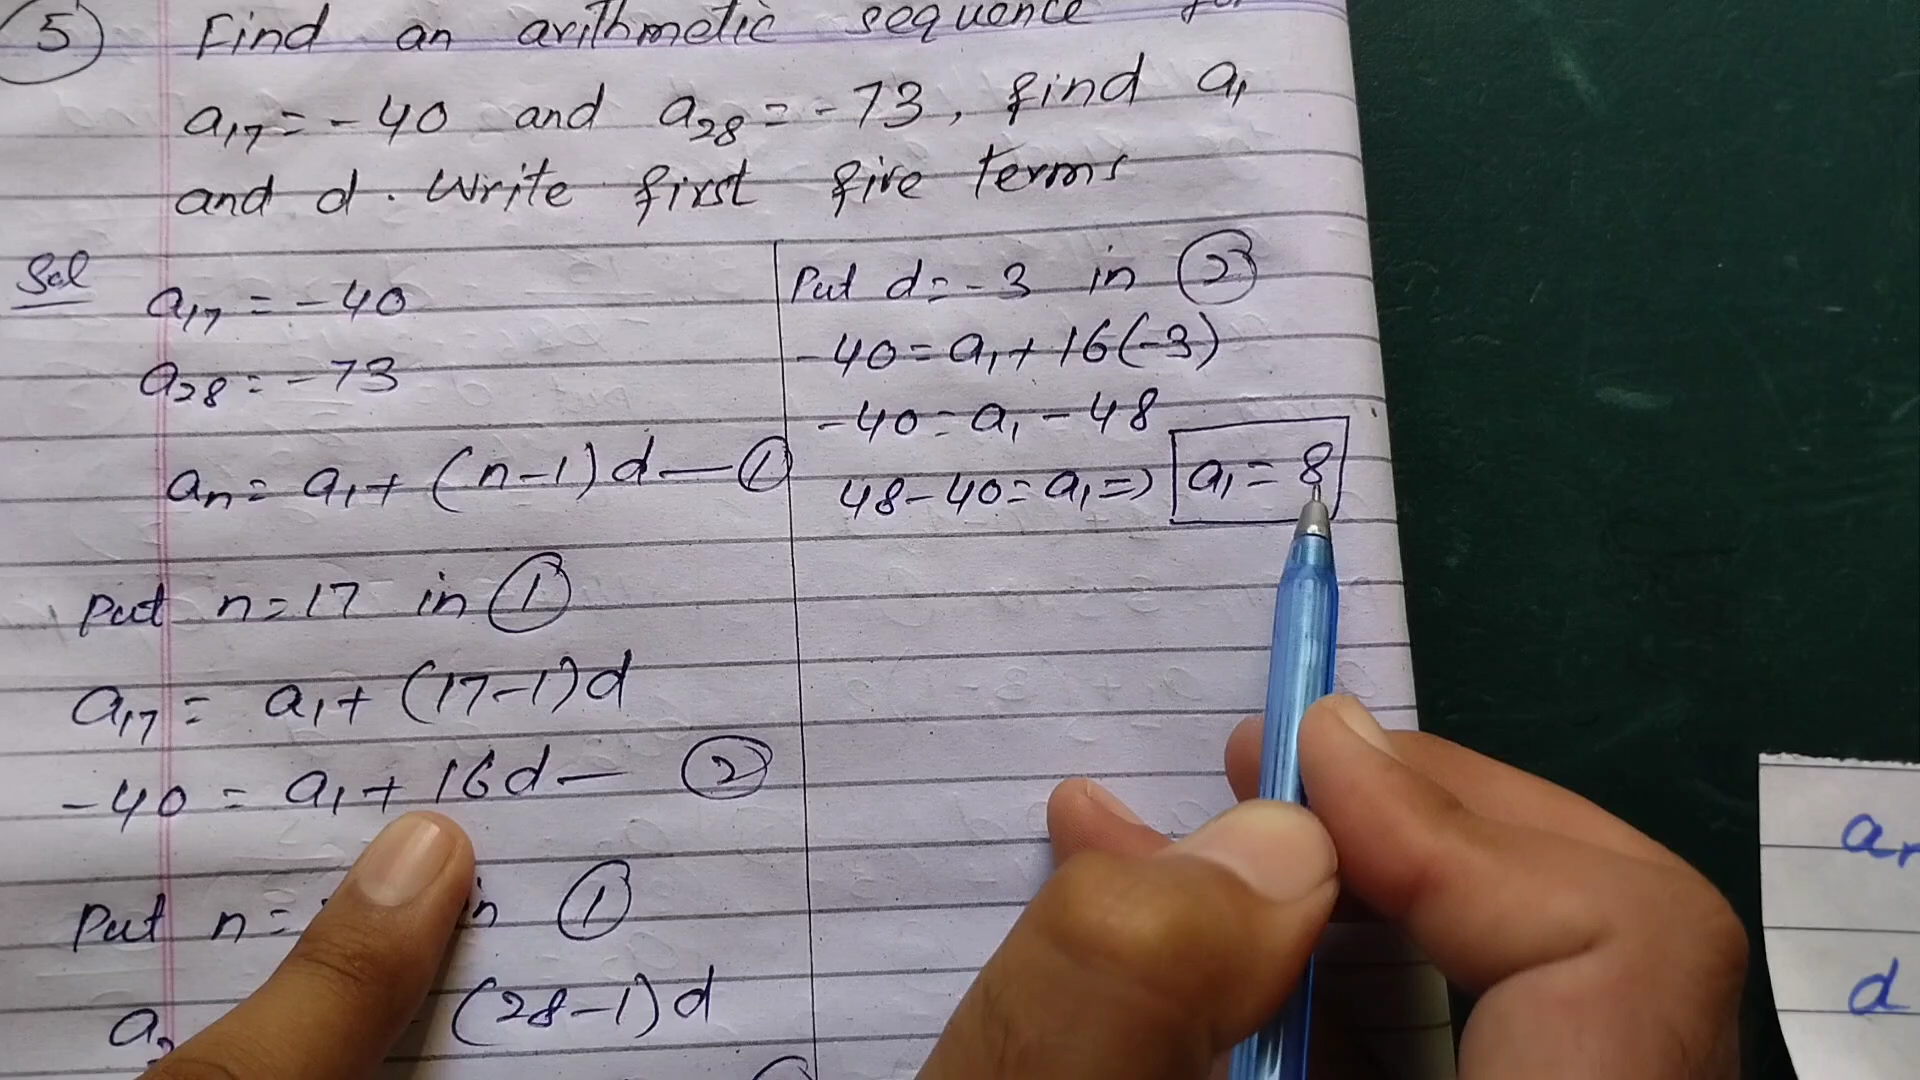 5 Find an arithmetic sequence
a17 = -40 and a28 = -73, find a1
and d. Write first five terms
Sol
a17 = -40
a28 = -73
an = a1 + (n-1)d — 1
Put n=17 in 1
a17 = a1 + (17-1)d
-40 = a1 + 16d — 2
Put n= in 1
(28-1)d
Put d=-3 in 2
-40 = a1 + 16(-3)
-40 = a1 - 48
48-40 = a1 => a1 = 8
d